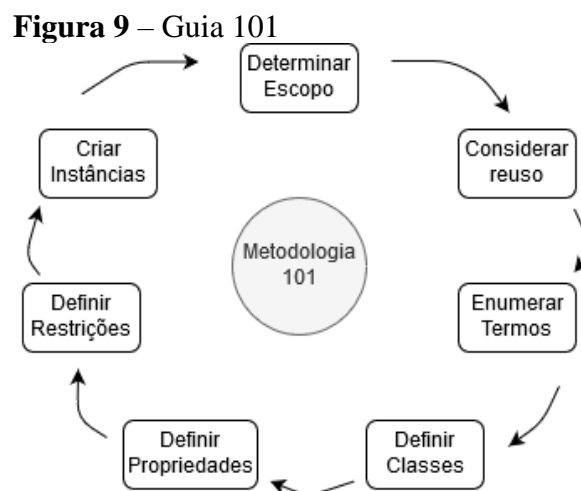 Figura 9 – Guia 101
Determinar
Escopo
Considerar
reuso
Enumerar
Termos
Definir
Classes
Definir
Propriedades
Definir
Restrições
Criar
Instâncias
Metodologia
101